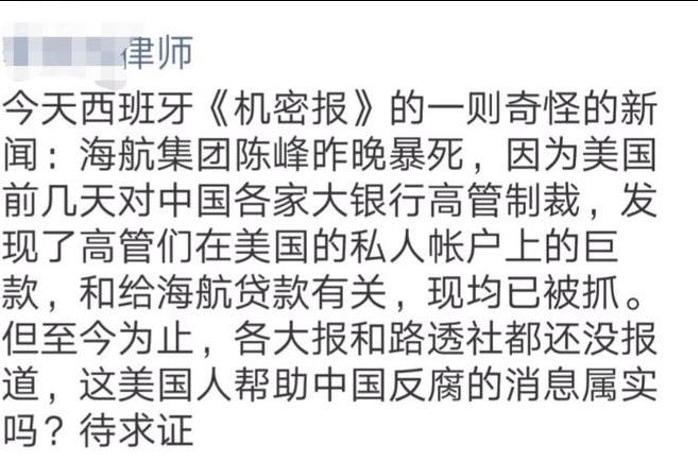 律师
今天西班牙《机密报》的一则奇怪的新
闻：海航集团陈峰昨晚暴死，因为美国
前几天对中国各家大银行高管制裁，发
现了高管们在美国的私人帐户上的巨
款，和给海航贷款有关，现均已被抓。
但至今为止，各大报和路透社都还没报
道，这美国人帮助中国反腐的消息属实
吗？待求证